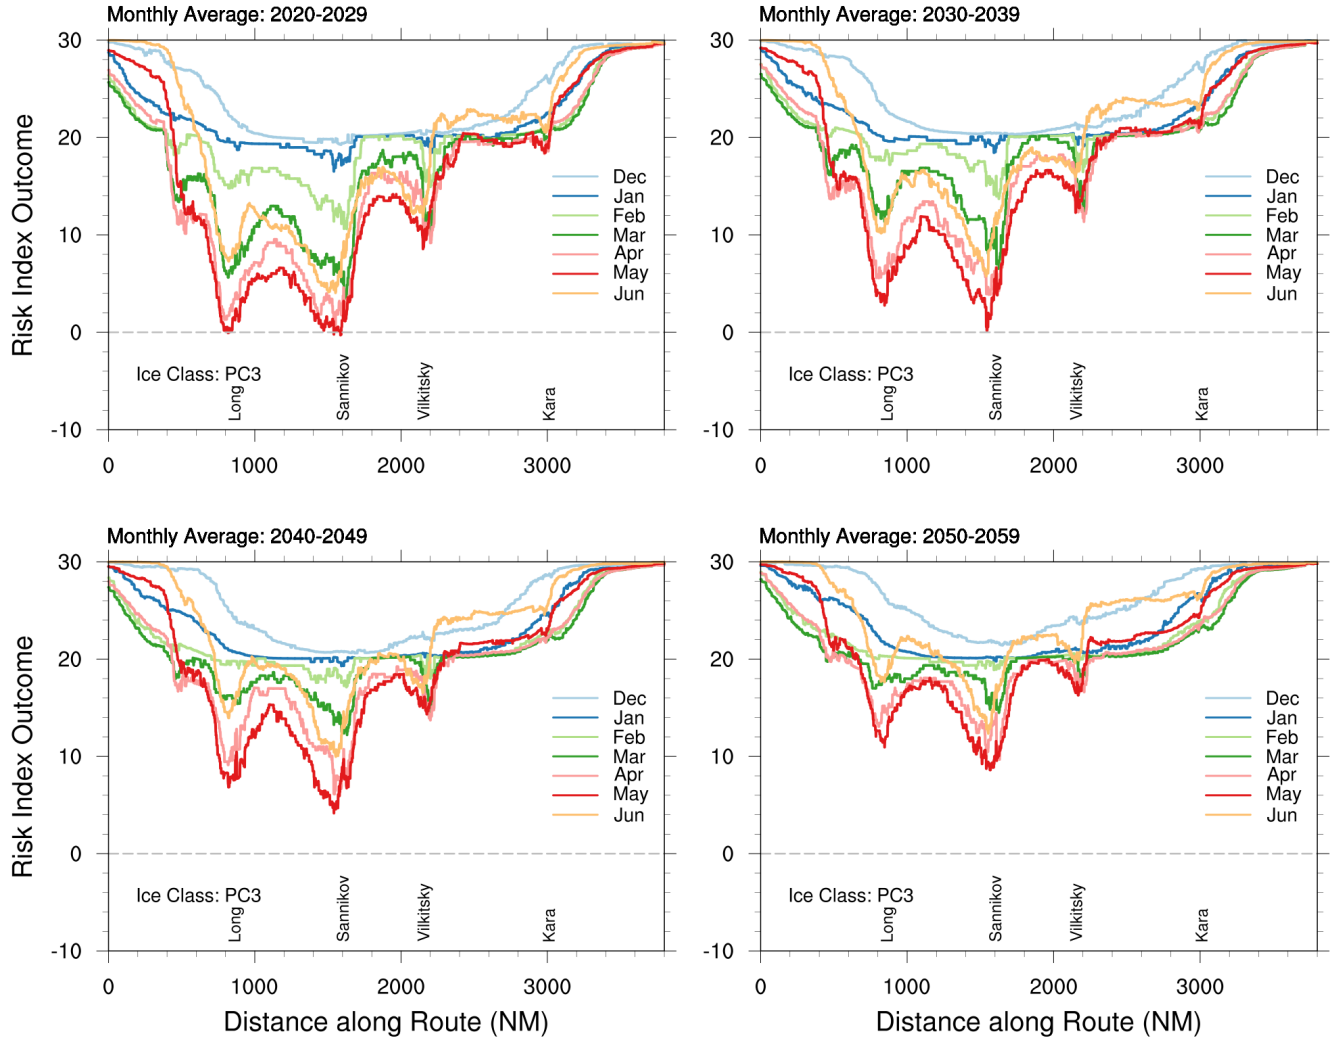 Monthly Average: 2020-2029
30
20
10
0
-10
Risk Index Outcome
Dec
Jan
Feb
Mar
Apr
May
Jun
Ice Class: PC3
Long
Sannikov
Vilkitsky
Kara
0 1000 2000 3000
Monthly Average: 2030-2039
30
20
10
0
-10
Dec
Jan
Feb
Mar
Apr
May
Jun
Ice Class: PC3
Long
Sannikov
Vilkitsky
Kara
0 1000 2000 3000
Monthly Average: 2040-2049
30
20
10
0
-10
Risk Index Outcome
Dec
Jan
Feb
Mar
Apr
May
Jun
Ice Class: PC3
Long
Sannikov
Vilkitsky
Kara
0 1000 2000 3000
Distance along Route (NM)
Monthly Average: 2050-2059
30
20
10
0
-10
Dec
Jan
Feb
Mar
Apr
May
Jun
Ice Class: PC3
Long
Sannikov
Vilkitsky
Kara
0 1000 2000 3000
Distance along Route (NM)